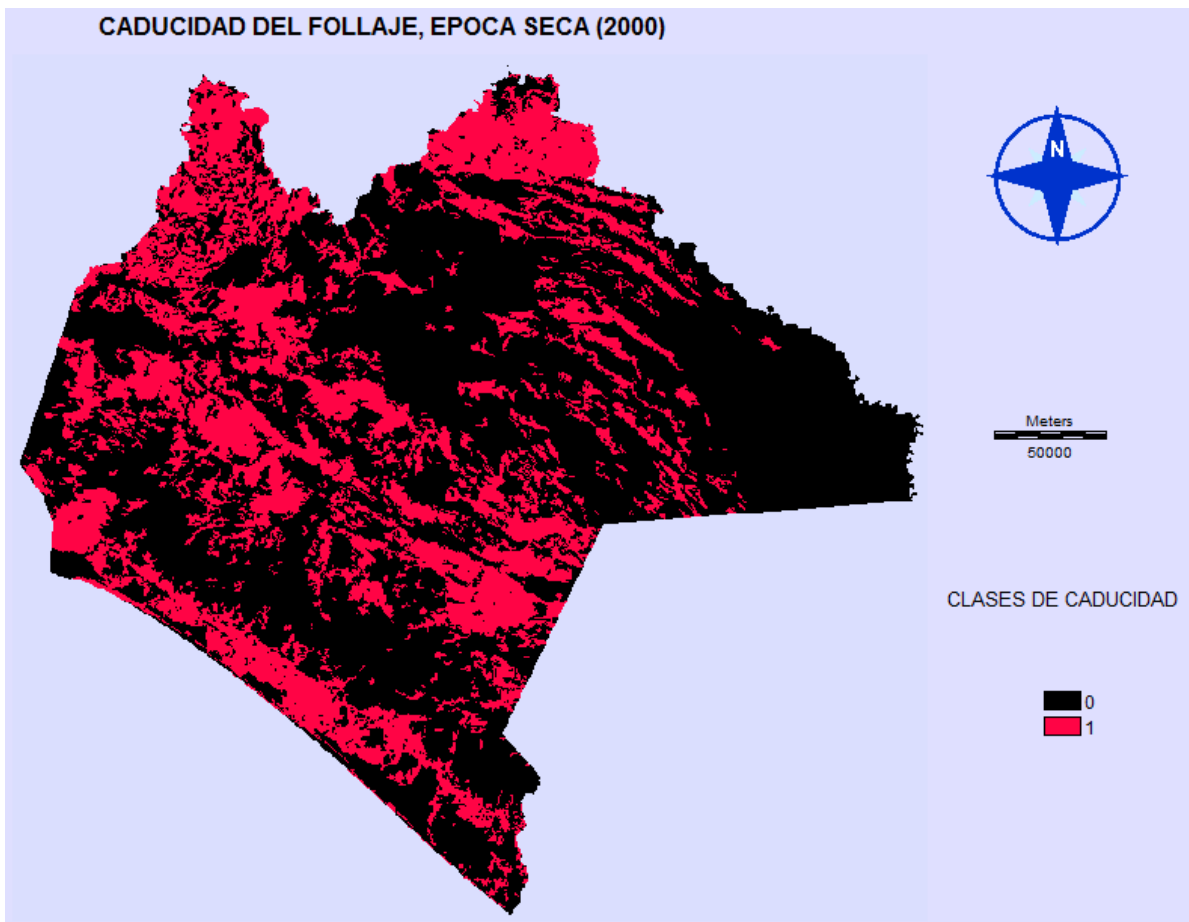 CADUCIDAD DEL FOLLAJE, EPOCA SECA (2000)
N
Meters
50000
CLASES DE CADUCIDAD
0
1